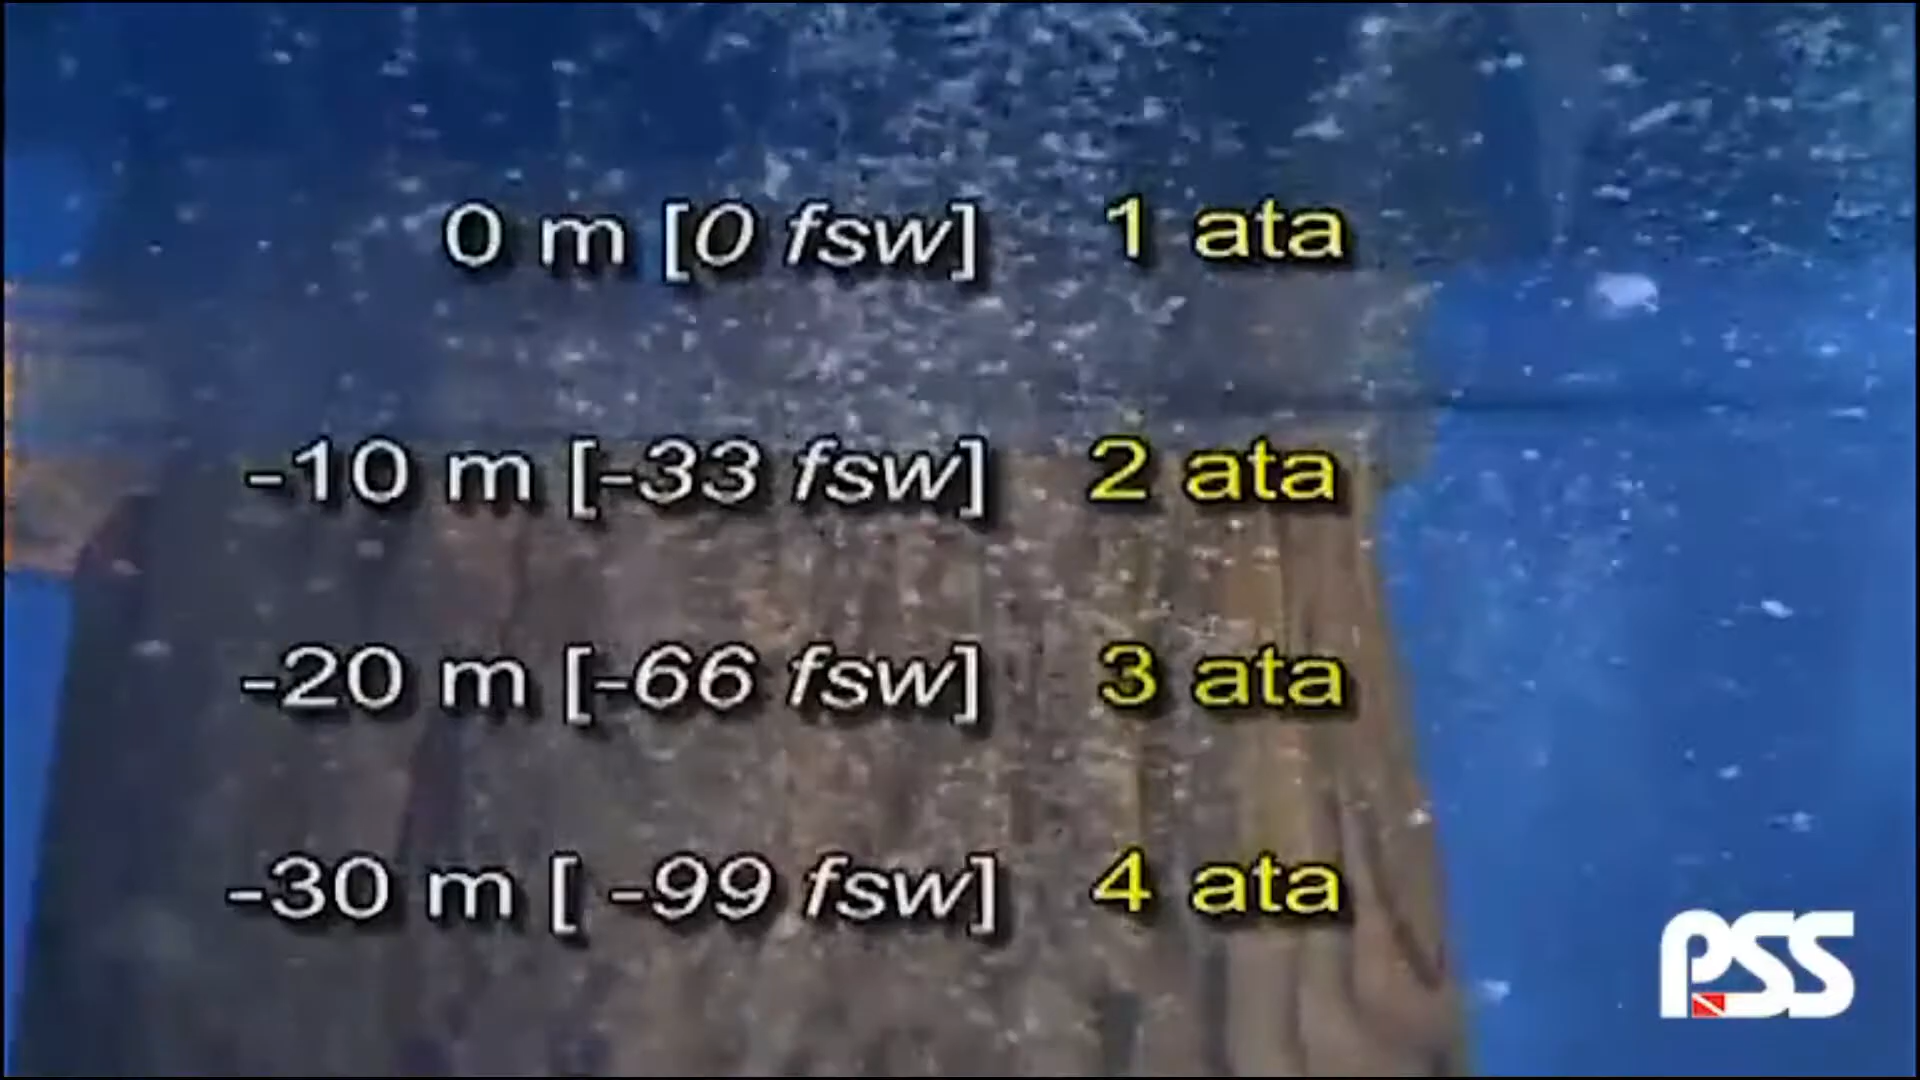 0 m [0 fsw] 1 ata
-10 m [-33 fsw] 2 ata
-20 m [-66 fsw] 3 ata
-30 m [ -99 fsw] 4 ata
PSS